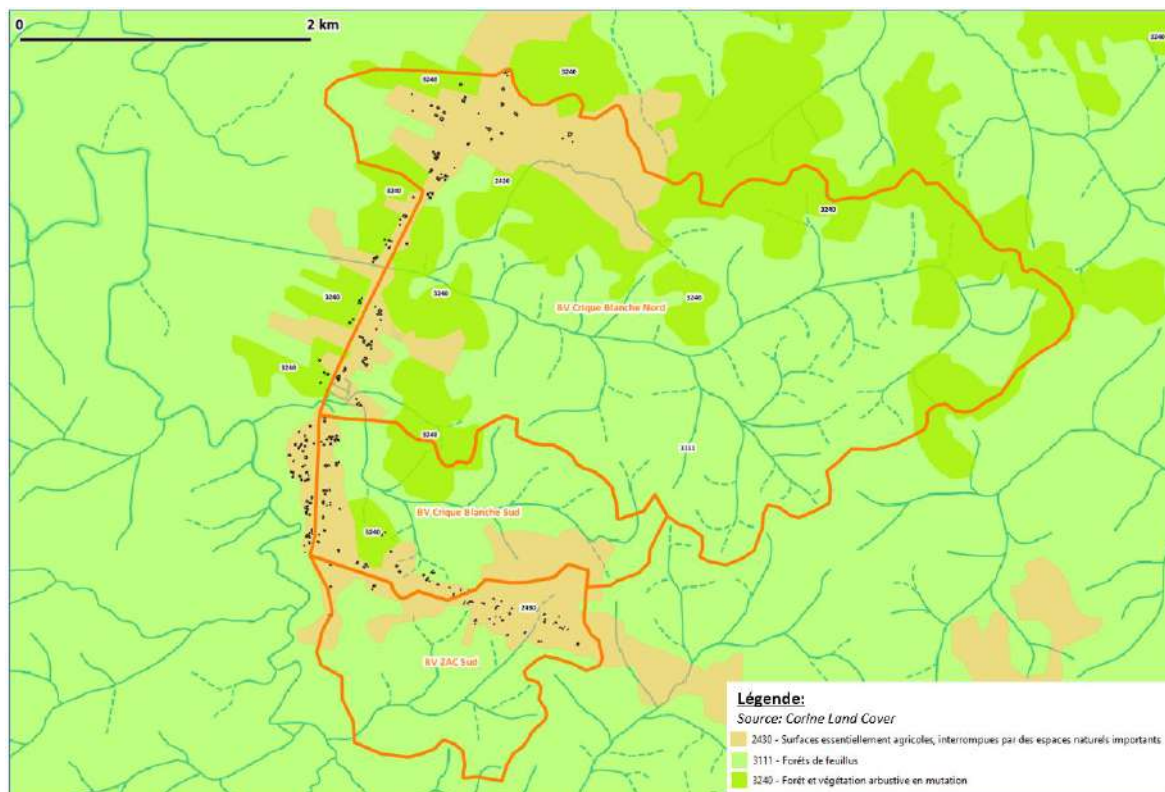 0 2 km
3240
3240
3240
2430
3240
3240
3240
3240
3240
BV Crique Blanche Nord
3240
3240
3111
BV Crique Blanche Sud
3240
2430
BV ZAC Sud
Légende:
Source: Corine Land Cover
2430 - Surfaces essentiellement agricoles, interrompues par des espaces naturels importants
3111 - Forêts de feuillus
3240 - Forêt et végétation arbustive en mutation